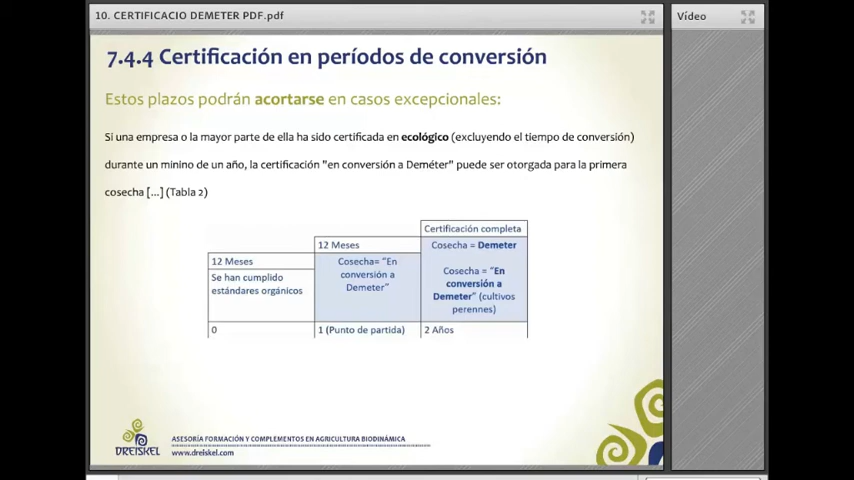 10. CERTIFICACIO DEMETER PDF.pdf
Vídeo
7.4.4 Certificación en períodos de conversión
Estos plazos podrán acortarse en casos excepcionales:
Si una empresa o la mayor parte de ella ha sido certificada en ecológico (excluyendo el tiempo de conversión)
durante un minino de un año, la certificación "en conversión a Deméter" puede ser otorgada para la primera
cosecha [...] (Tabla 2)
Certificación completa
12 Meses
Cosecha = Demeter
12 Meses
Cosecha= "En
conversión a
Demeter"
Cosecha = "En
conversión a
Demeter" (cultivos
perennes)
Se han cumplido
estándares orgánicos
0
1 (Punto de partida)
2 Años
DREISKEL
ASESORÍA FORMACIÓN Y COMPLEMENTOS EN AGRICULTURA BIODINÁMICA
www.dreiskel.com